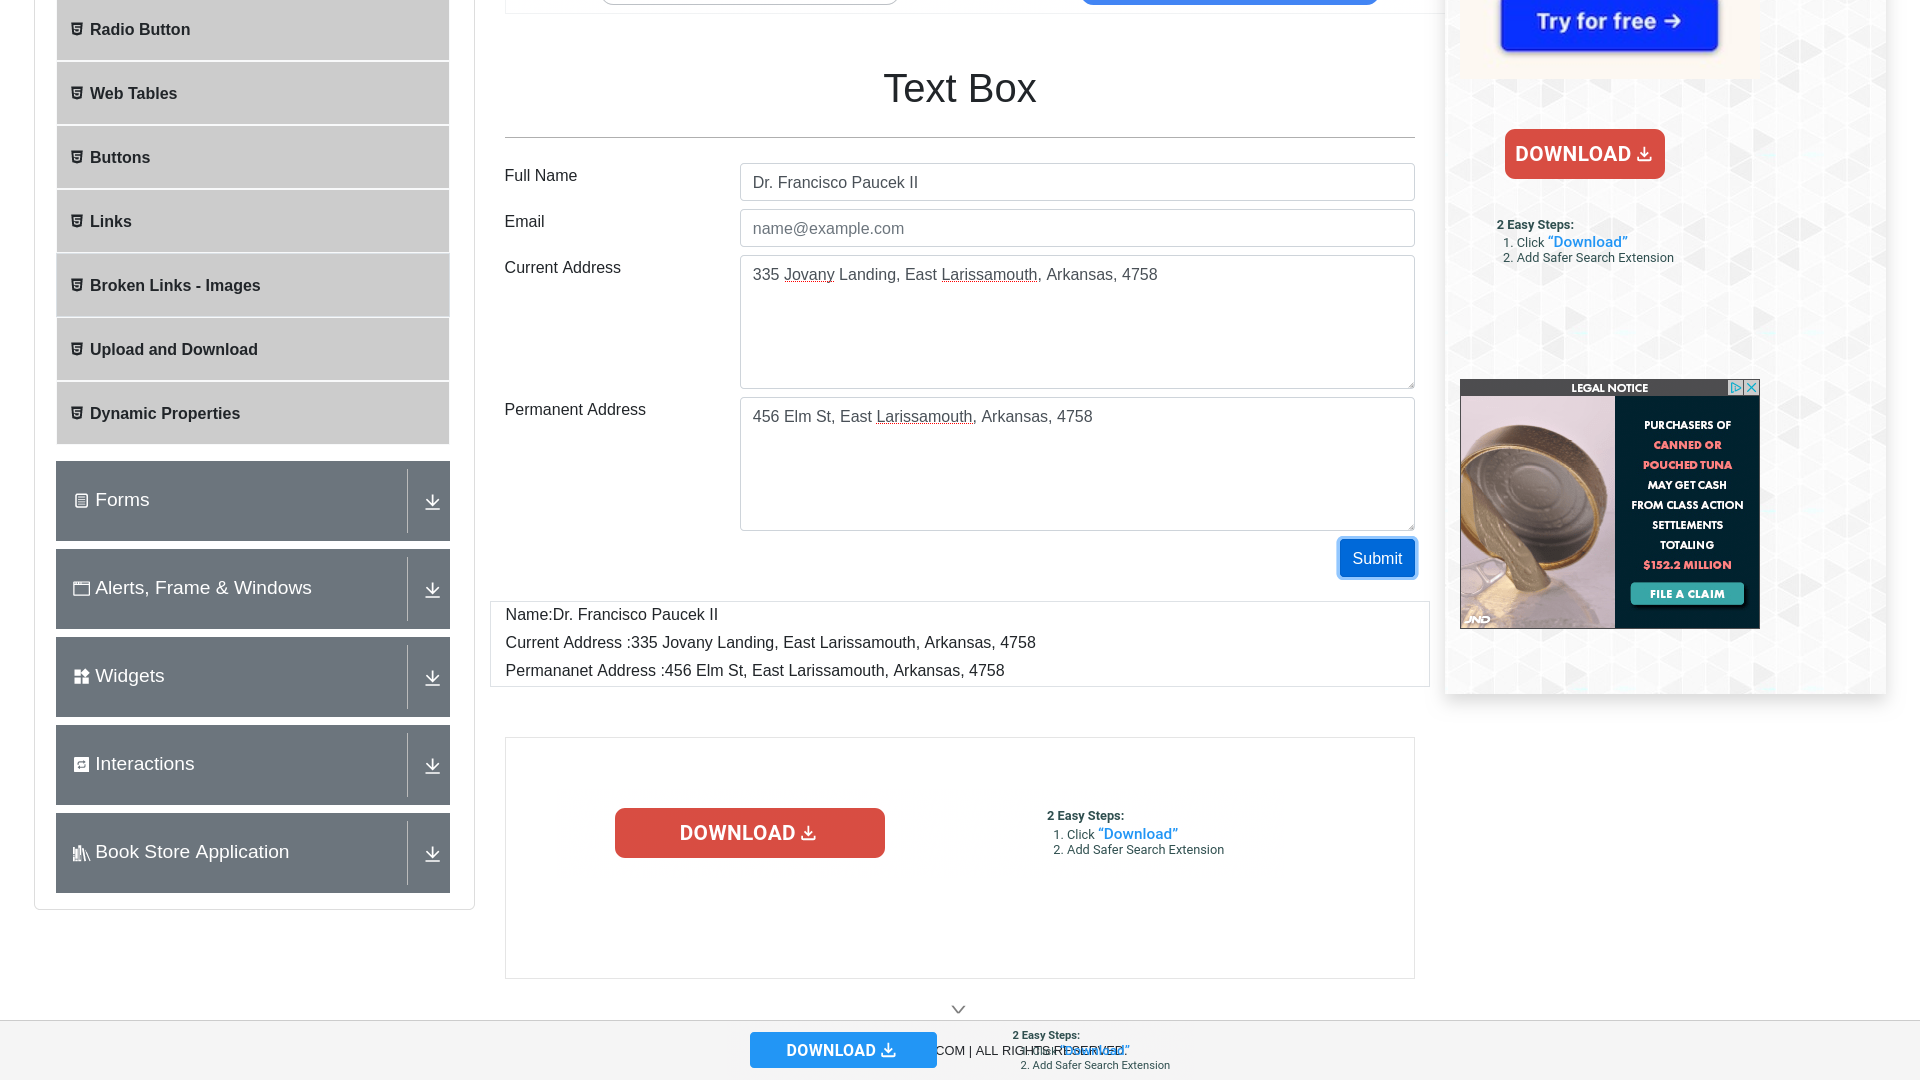 Radio Button
Web Tables
Buttons
Links
Broken Links - Images
Upload and Download
Dynamic Properties
Forms
Alerts, Frame & Windows
Widgets
Interactions
Book Store Application
Text Box
Full Name
Dr. Francisco Paucek II
Email
name@example.com
Current Address
335 Jovany Landing, East Larissamouth, Arkansas, 4758
Permanent Address
456 Elm St, East Larissamouth, Arkansas, 4758
Submit
Name:Dr. Francisco Paucek II
Current Address :335 Jovany Landing, East Larissamouth, Arkansas, 4758
Permananet Address :456 Elm St, East Larissamouth, Arkansas, 4758
DOWNLOAD
2 Easy Steps:
1. Click “Download”
2. Add Safer Search Extension
Try for free →
DOWNLOAD
2 Easy Steps:
1. Click “Download”
2. Add Safer Search Extension
LEGAL NOTICE
PURCHASERS OF
CANNED OR
POUCHED TUNA
MAY GET CASH
FROM CLASS ACTION
SETTLEMENTS
TOTALING
$152.2 MILLION
FILE A CLAIM
JND
DOWNLOAD
COM | ALL RIGHTS RESERVED.
2 Easy Steps:
1. Click “Download”
2. Add Safer Search Extension